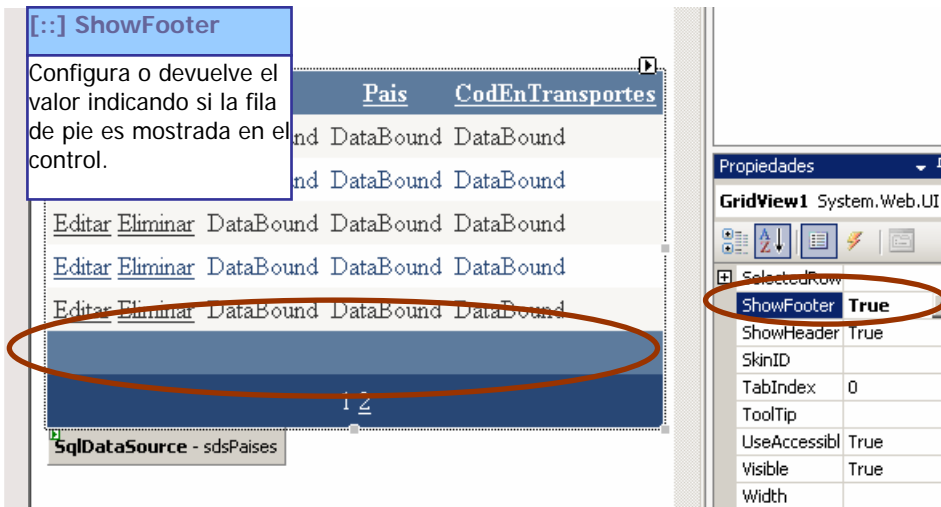 [::] ShowFooter
Configura o devuelve el
valor indicando si la fila
de pie es mostrada en el
control.
Pais CodEnTransportes
nd DataBound DataBound
nd DataBound DataBound
Editar Eliminar DataBound DataBound DataBound
Editar Eliminar DataBound DataBound DataBound
Editar Eliminar DataBound DataBound DataBound
1 2
SqlDataSource - sdsPaises
Propiedades
GridView1 System.Web.UI
SelectedRow
ShowFooter True
ShowHeader True
SkinID
TabIndex 0
ToolTip
UseAccessibl True
Visible True
Width